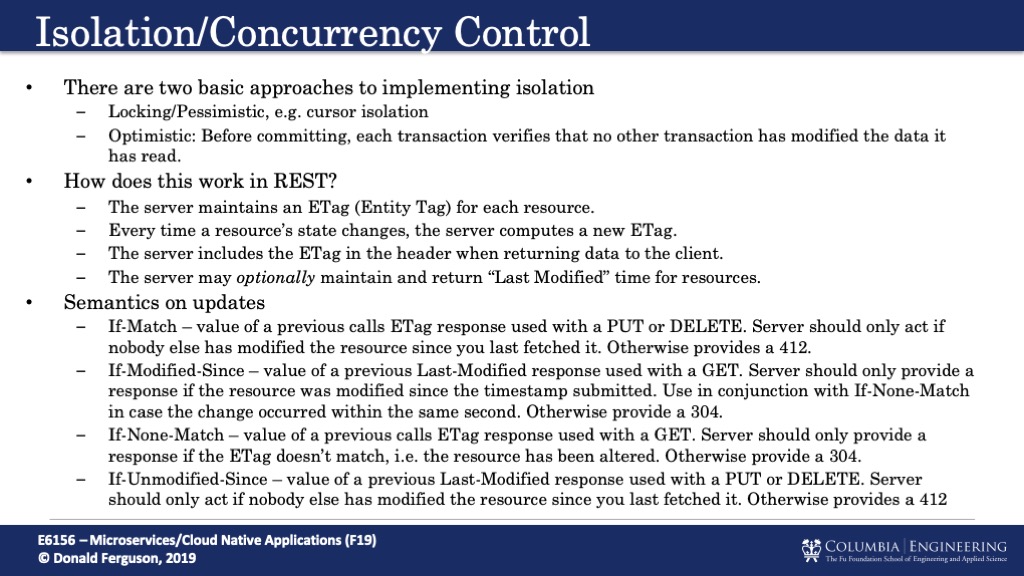 Isolation/Concurrency Control
• There are two basic approaches to implementing isolation
– Locking/Pessimistic, e.g. cursor isolation
– Optimistic: Before committing, each transaction verifies that no other transaction has modified the data it
has read.
• How does this work in REST?
– The server maintains an ETag (Entity Tag) for each resource.
– Every time a resource’s state changes, the server computes a new ETag.
– The server includes the ETag in the header when returning data to the client.
– The server may optionally maintain and return “Last Modified” time for resources.
• Semantics on updates
– If-Match – value of a previous calls ETag response used with a PUT or DELETE. Server should only act if
nobody else has modified the resource since you last fetched it. Otherwise provides a 412.
– If-Modified-Since – value of a previous Last-Modified response used with a GET. Server should only provide a
response if the resource was modified since the timestamp submitted. Use in conjunction with If-None-Match
in case the change occurred within the same second. Otherwise provide a 304.
– If-None-Match – value of a previous calls ETag response used with a GET. Server should only provide a
response if the ETag doesn’t match, i.e. the resource has been altered. Otherwise provide a 304.
– If-Unmodified-Since – value of a previous Last-Modified response used with a PUT or DELETE. Server
should only act if nobody else has modified the resource since you last fetched it. Otherwise provides a 412
E6156 – Microservices/Cloud Native Applications (F19)
© Donald Ferguson, 2019
COLUMBIA | ENGINEERING
The Fu Foundation School of Engineering and Applied Science